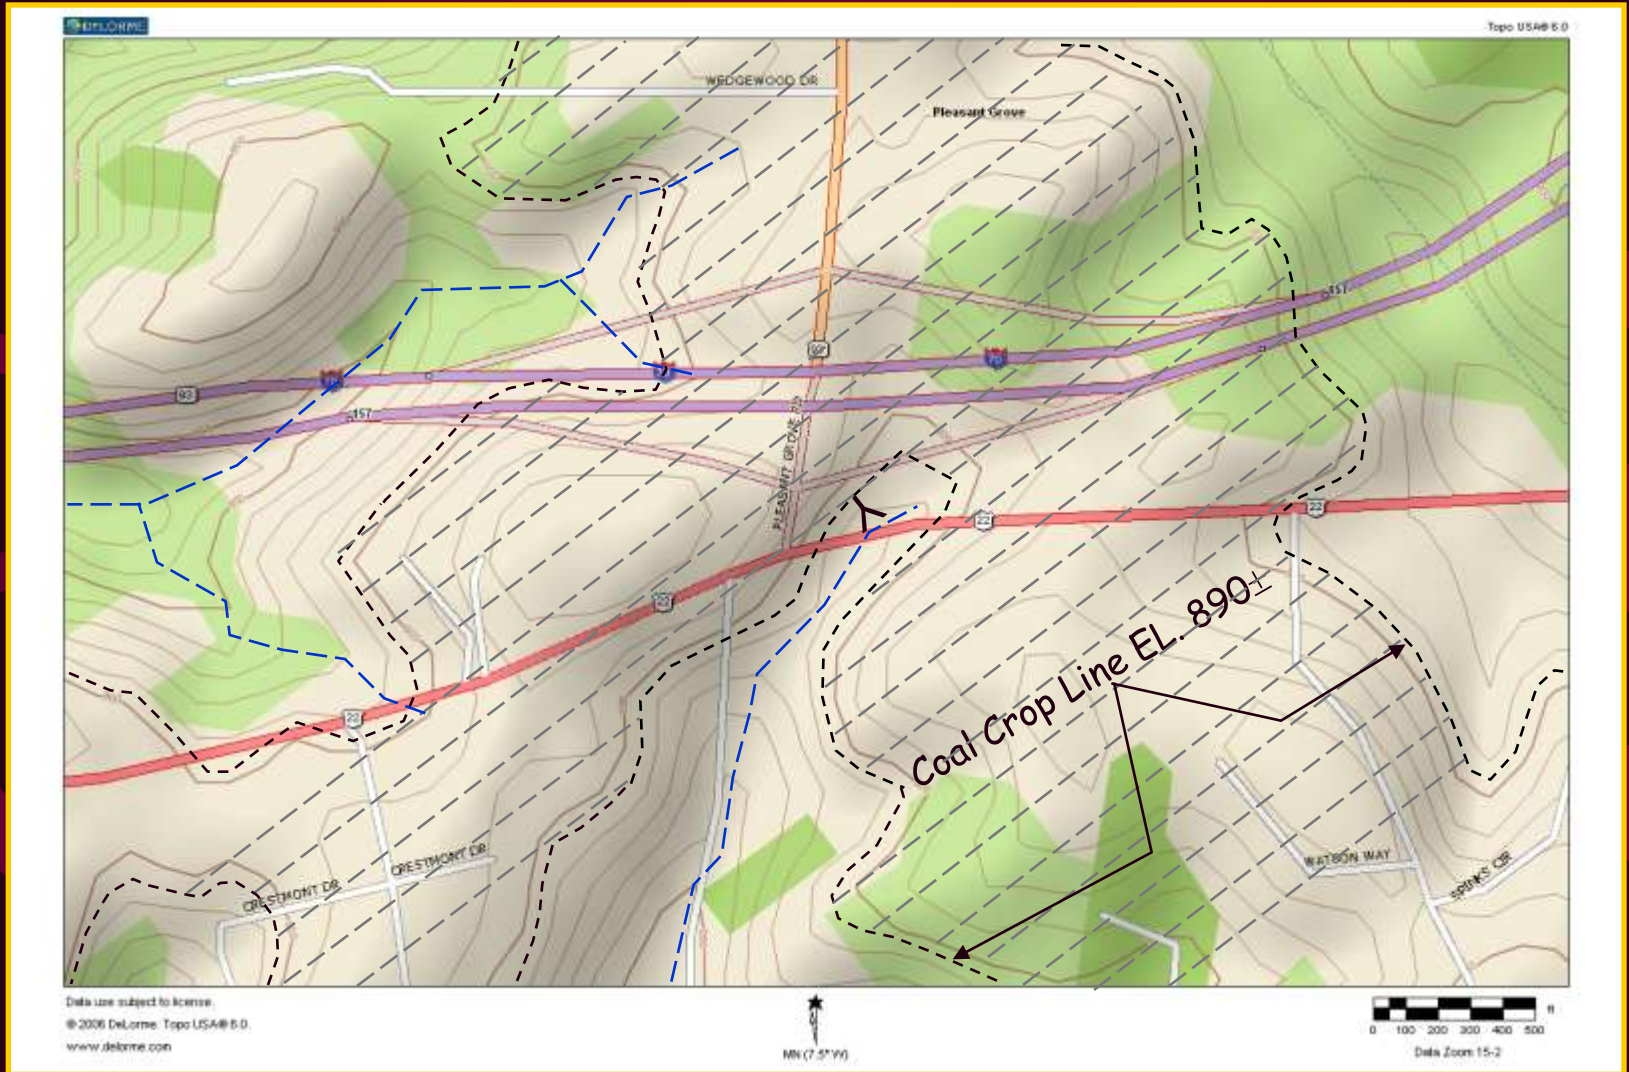 DELORME
Topo USA® 6.0
WEDGEWOOD DR
Pleasant Grove
157
93
157
PLEASANT GROVE RD
22
22
22
22
Coal Crop Line EL. 890±
CRESTMONT DR
CRESTMONT DR
WATSON WAY
SPINKS CIR
Data use subject to license.
© 2006 DeLorme. Topo USA® 6.0.
www.delorme.com
MN (7.5° W)
ft
0 100 200 300 400 500
Data Zoom 15-2